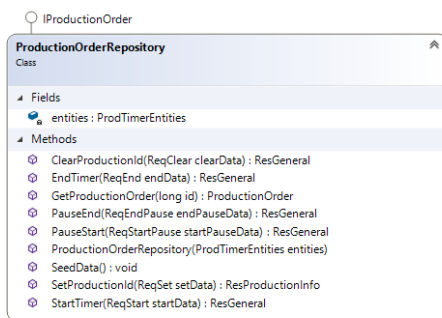 IProductionOrder
ProductionOrderRepository
Class
Fields
entities : ProdTimerEntities
Methods
ClearProductionId(ReqClear clearData) : ResGeneral
EndTimer(ReqEnd endData) : ResGeneral
GetProductionOrder(long id) : ProductionOrder
PauseEnd(ReqEndPause endPauseData) : ResGeneral
PauseStart(ReqStartPause startPauseData) : ResGeneral
ProductionOrderRepository(ProdTimerEntities entities)
SeedData() : void
SetProductionId(ReqSet setData) : ResProductionInfo
StartTimer(ReqStart startData) : ResGeneral